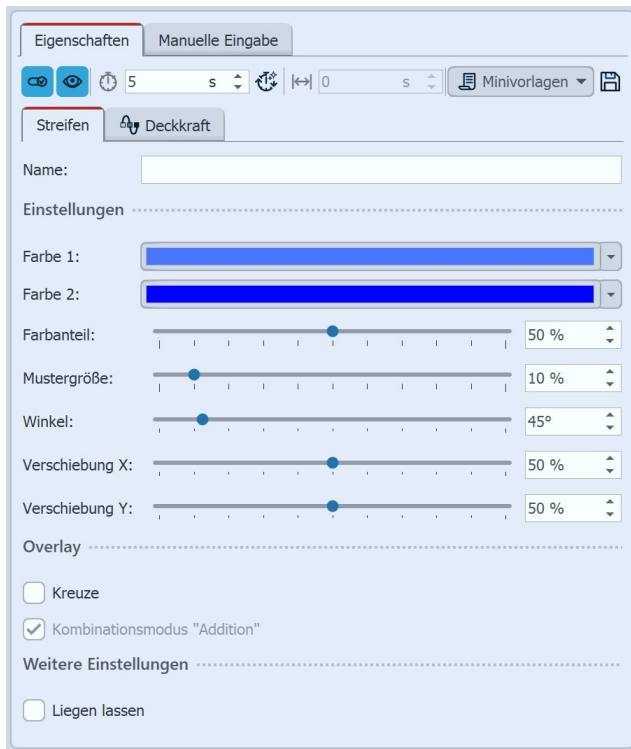 Eigenschaften Manuelle Eingabe
5 s 0 s Minivorlagen
Streifen Deckkraft
Name:
Einstellungen
Farbe 1:
Farbe 2:
Farbanteil: 50 %
Mustergröße: 10 %
Winkel: 45°
Verschiebung X: 50 %
Verschiebung Y: 50 %
Overlay
Kreuze
Kombinationsmodus "Addition"
Weitere Einstellungen
Liegen lassen